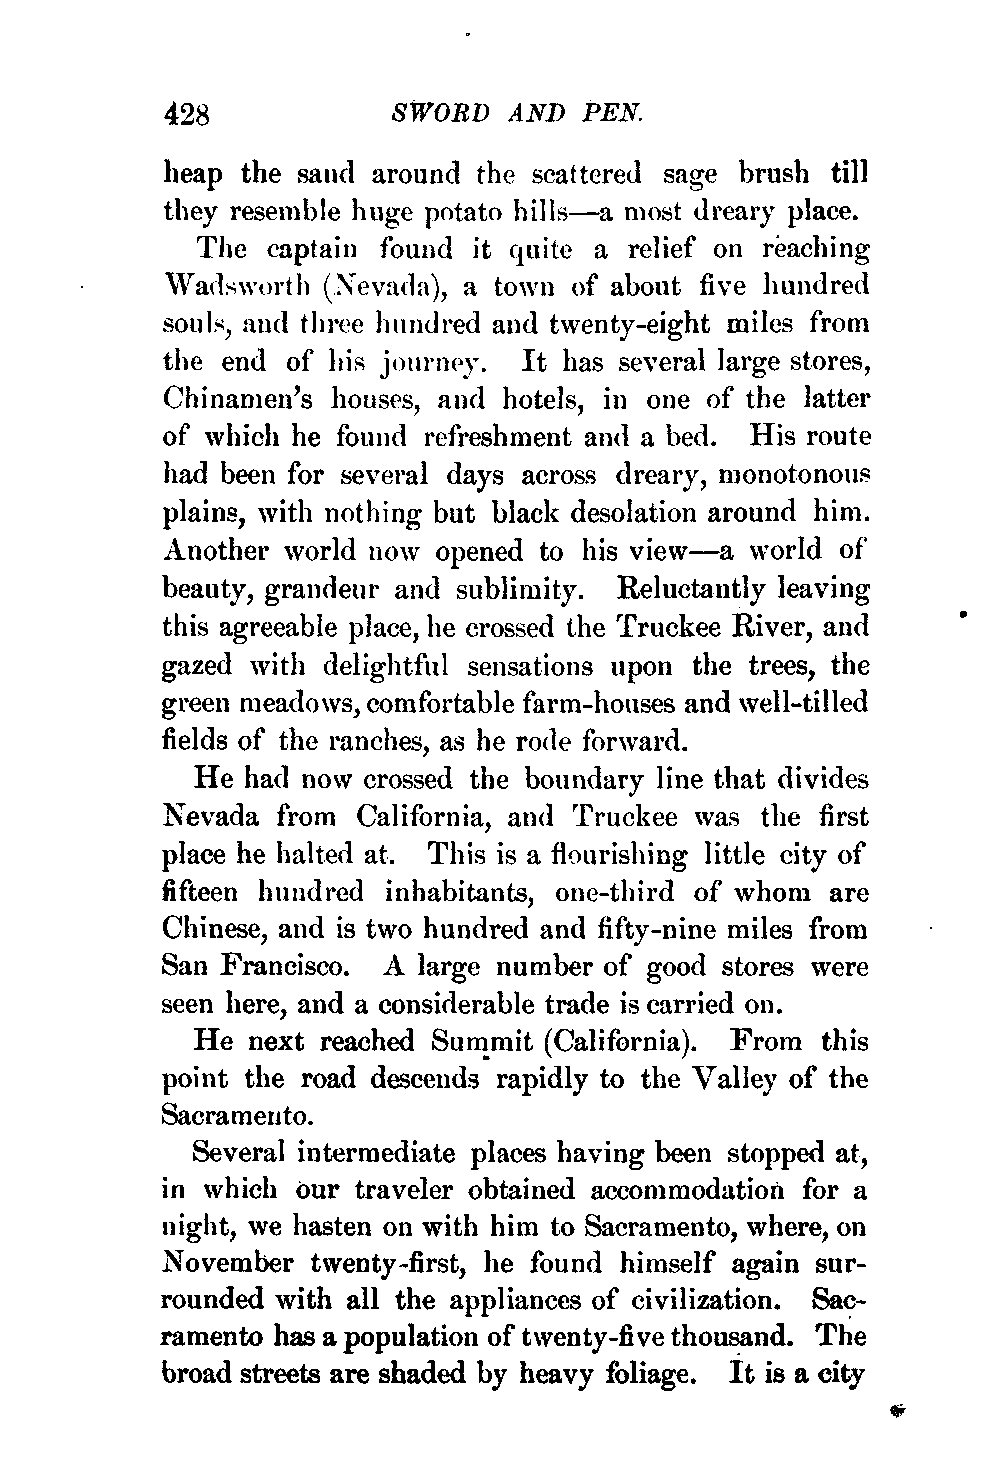 428 SWORD AND PEN.
heap the sand around the scattered sage brush till
they resemble huge potato hills—a most dreary place.
The captain found it quite a relief on reaching
Wadsworth (Nevada), a town of about five hundred
souls, and three hundred and twenty-eight miles from
the end of his journey. It has several large stores,
Chinamen's houses, and hotels, in one of the latter
of which he found refreshment and a bed. His route
had been for several days across dreary, monotonous
plains, with nothing but black desolation around him.
Another world now opened to his view—a world of
beauty, grandeur and sublimity. Reluctantly leaving
this agreeable place, he crossed the Truckee River, and
gazed with delightful sensations upon the trees, the
green meadows, comfortable farm-houses and well-tilled
fields of the ranches, as he rode forward.
He had now crossed the boundary line that divides
Nevada from California, and Truckee was the first
place he halted at. This is a flourishing little city of
fifteen hundred inhabitants, one-third of whom are
Chinese, and is two hundred and fifty-nine miles from
San Francisco. A large number of good stores were
seen here, and a considerable trade is carried on.
He next reached Summit (California). From this
point the road descends rapidly to the Valley of the
Sacramento.
Several intermediate places having been stopped at,
in which our traveler obtained accommodation for a
night, we hasten on with him to Sacramento, where, on
November twenty-first, he found himself again sur-
rounded with all the appliances of civilization. Sac-
ramento has a population of twenty-five thousand. The
broad streets are shaded by heavy foliage. It is a city